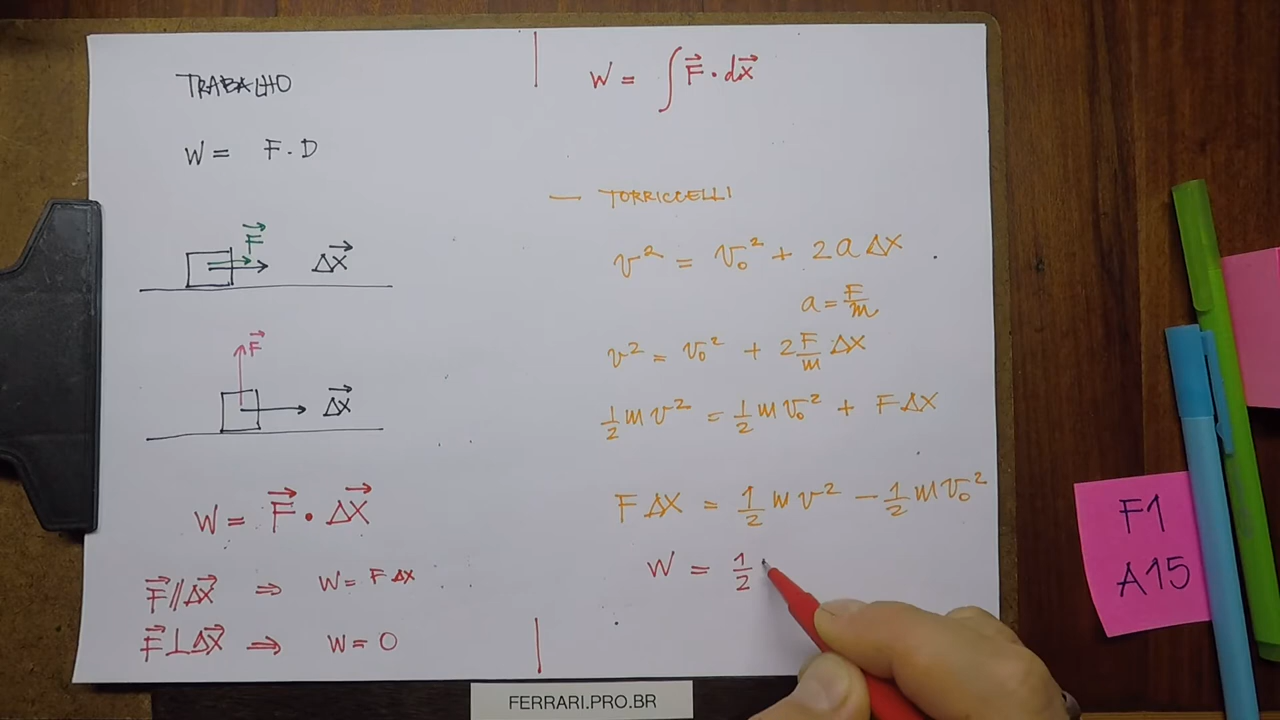 TRABALHO
W = F · D
F⃗
Δx⃗
F⃗
Δx⃗
W = F⃗ · Δx⃗
F⃗ // Δx⃗ ⇒ W = F Δx
F⃗ ⊥ Δx⃗ ⇒ W = 0
W = ∫ F⃗ · dx⃗
— TORRICCELLI
v² = v₀² + 2 a Δx
a = F/m
v² = v₀² + 2 F/m Δx
1/2 m v² = 1/2 m v₀² + F Δx
F Δx = 1/2 m v² − 1/2 m v₀²
W = 1/2
F1
A15
FERRARI.PRO.BR